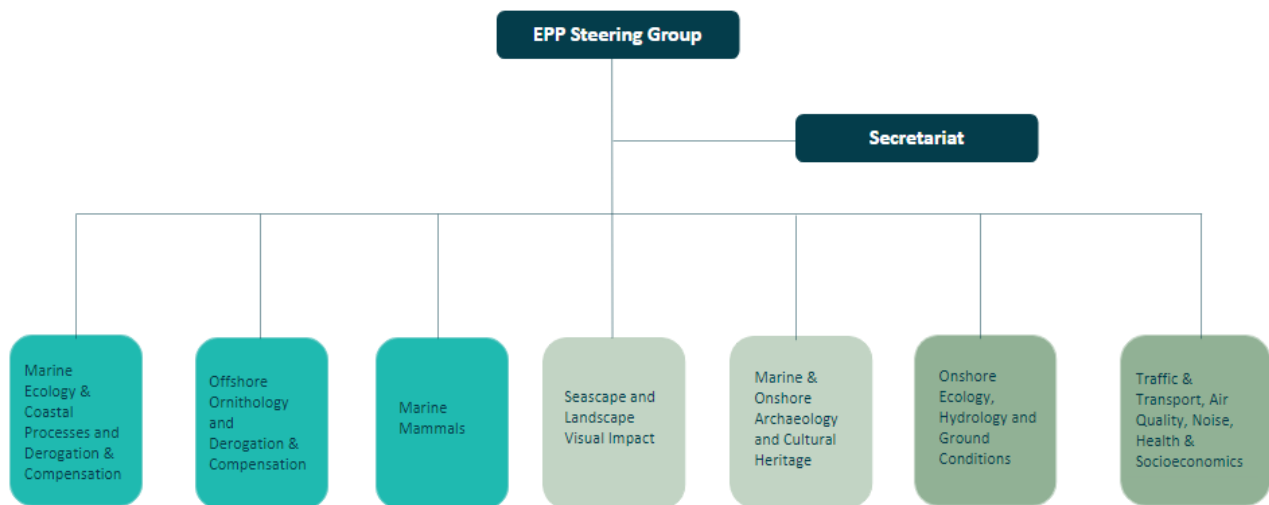 EPP Steering Group
Secretariat
Marine
Ecology &
Coastal
Processes and
Derogation &
Compensation
Offshore
Ornithology
and
Derogation &
Compensation
Marine
Mammals
Seascape and
Landscape
Visual Impact
Marine &
Onshore
Archaeology
and Cultural
Heritage
Onshore
Ecology,
Hydrology and
Ground
Conditions
Traffic &
Transport, Air
Quality, Noise,
Health &
Socioeconomics